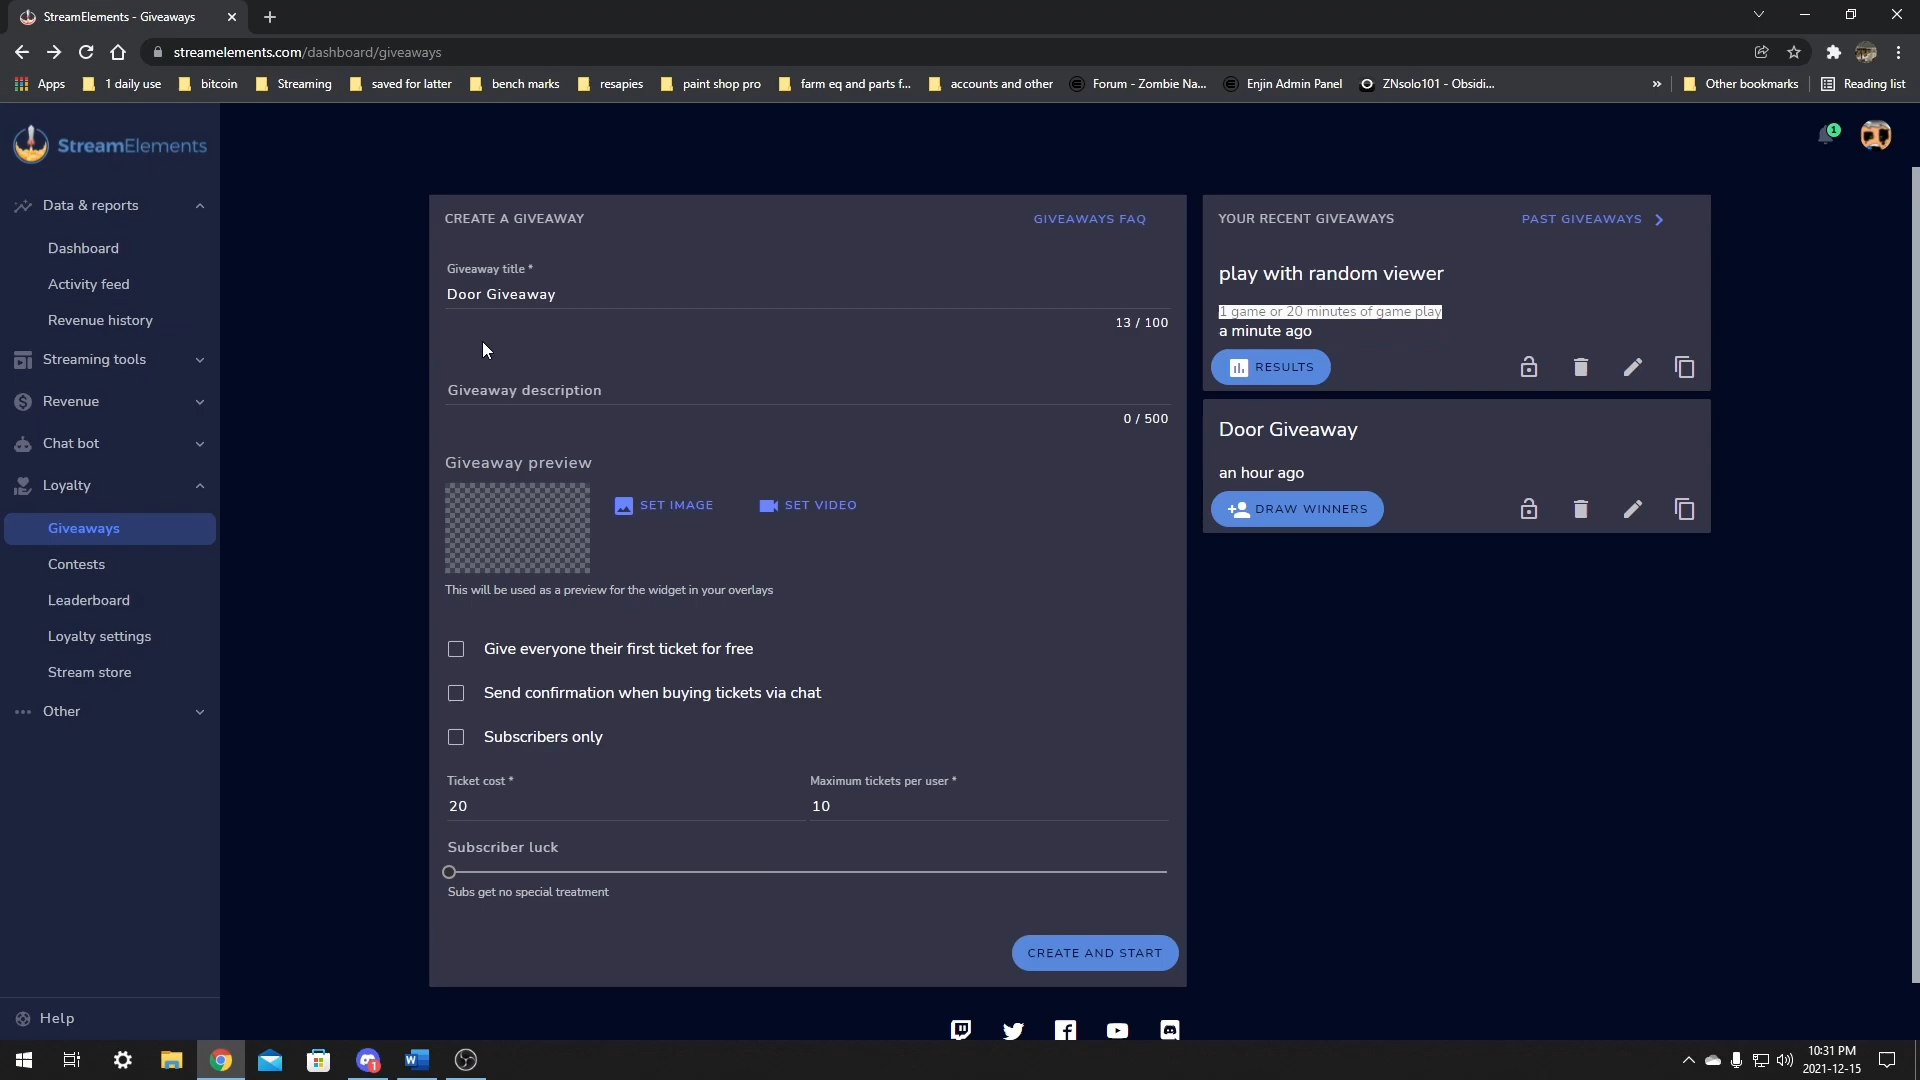 StreamElements - Giveaways
streamelements.com/dashboard/giveaways
Apps
1 daily use
bitcoin
Streaming
saved for latter
bench marks
resapies
paint shop pro
farm eq and parts f...
accounts and other
Forum - Zombie Na...
Enjin Admin Panel
ZNsolo101 - Obsidi...
»
Other bookmarks
Reading list
StreamElements
1
Data & reports
Dashboard
Activity feed
Revenue history
Streaming tools
Revenue
Chat bot
Loyalty
Giveaways
Contests
Leaderboard
Loyalty settings
Stream store
Other
Help
CREATE A GIVEAWAY
GIVEAWAYS FAQ
Giveaway title *
Door Giveaway
13 / 100
Giveaway description
0 / 500
Giveaway preview
SET IMAGE
SET VIDEO
This will be used as a preview for the widget in your overlays
Give everyone their first ticket for free
Send confirmation when buying tickets via chat
Subscribers only
Ticket cost *
20
Maximum tickets per user *
10
Subscriber luck
Subs get no special treatment
CREATE AND START
YOUR RECENT GIVEAWAYS
PAST GIVEAWAYS
play with random viewer
1 game or 20 minutes of game play
a minute ago
RESULTS
Door Giveaway
an hour ago
DRAW WINNERS
1
W
10:31 PM
2021-12-15